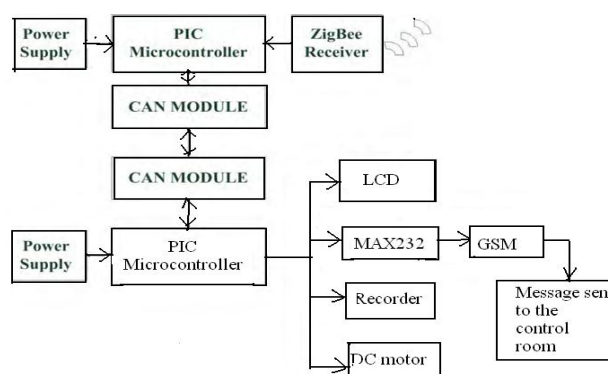 Power
Supply
PIC
Microcontroller
ZigBee
Receiver
CAN MODULE
CAN MODULE
Power
Supply
PIC
Microcontroller
LCD
MAX232
GSM
Recorder
DC motor
Message sen
to the
control
room